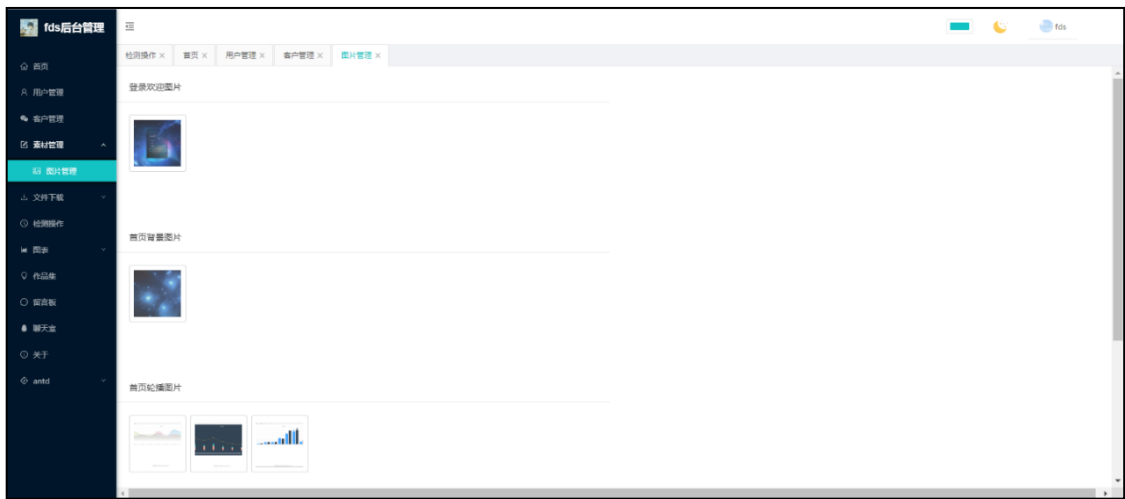 fds后台管理
fds
检测操作 首页 用户管理 客户管理 图片管理
首页
用户管理
客户管理
素材管理
图片管理
文件下载
检测操作
图表
作品集
留言板
聊天室
关于
antd
登录欢迎图片
首页背景图片
首页轮播图片